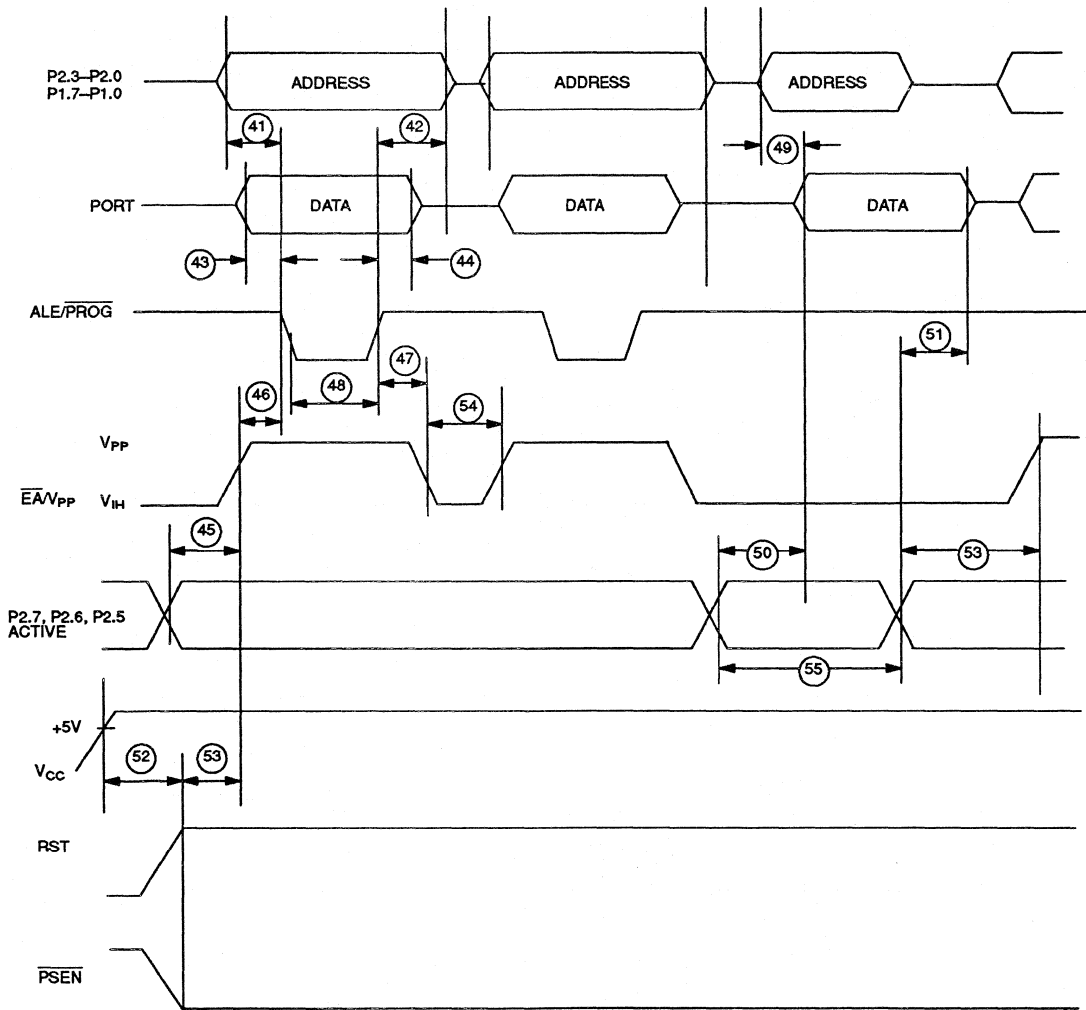 P2.3–P2.0
P1.7–P1.0
ADDRESS
ADDRESS
ADDRESS
41
42
49
PORT
DATA
DATA
DATA
43
44
ALE/PROG
51
47
46
48
54
VPP
EA/VPP
VIH
45
50
53
P2.7, P2.6, P2.5
ACTIVE
55
+5V
52
53
VCC
RST
PSEN